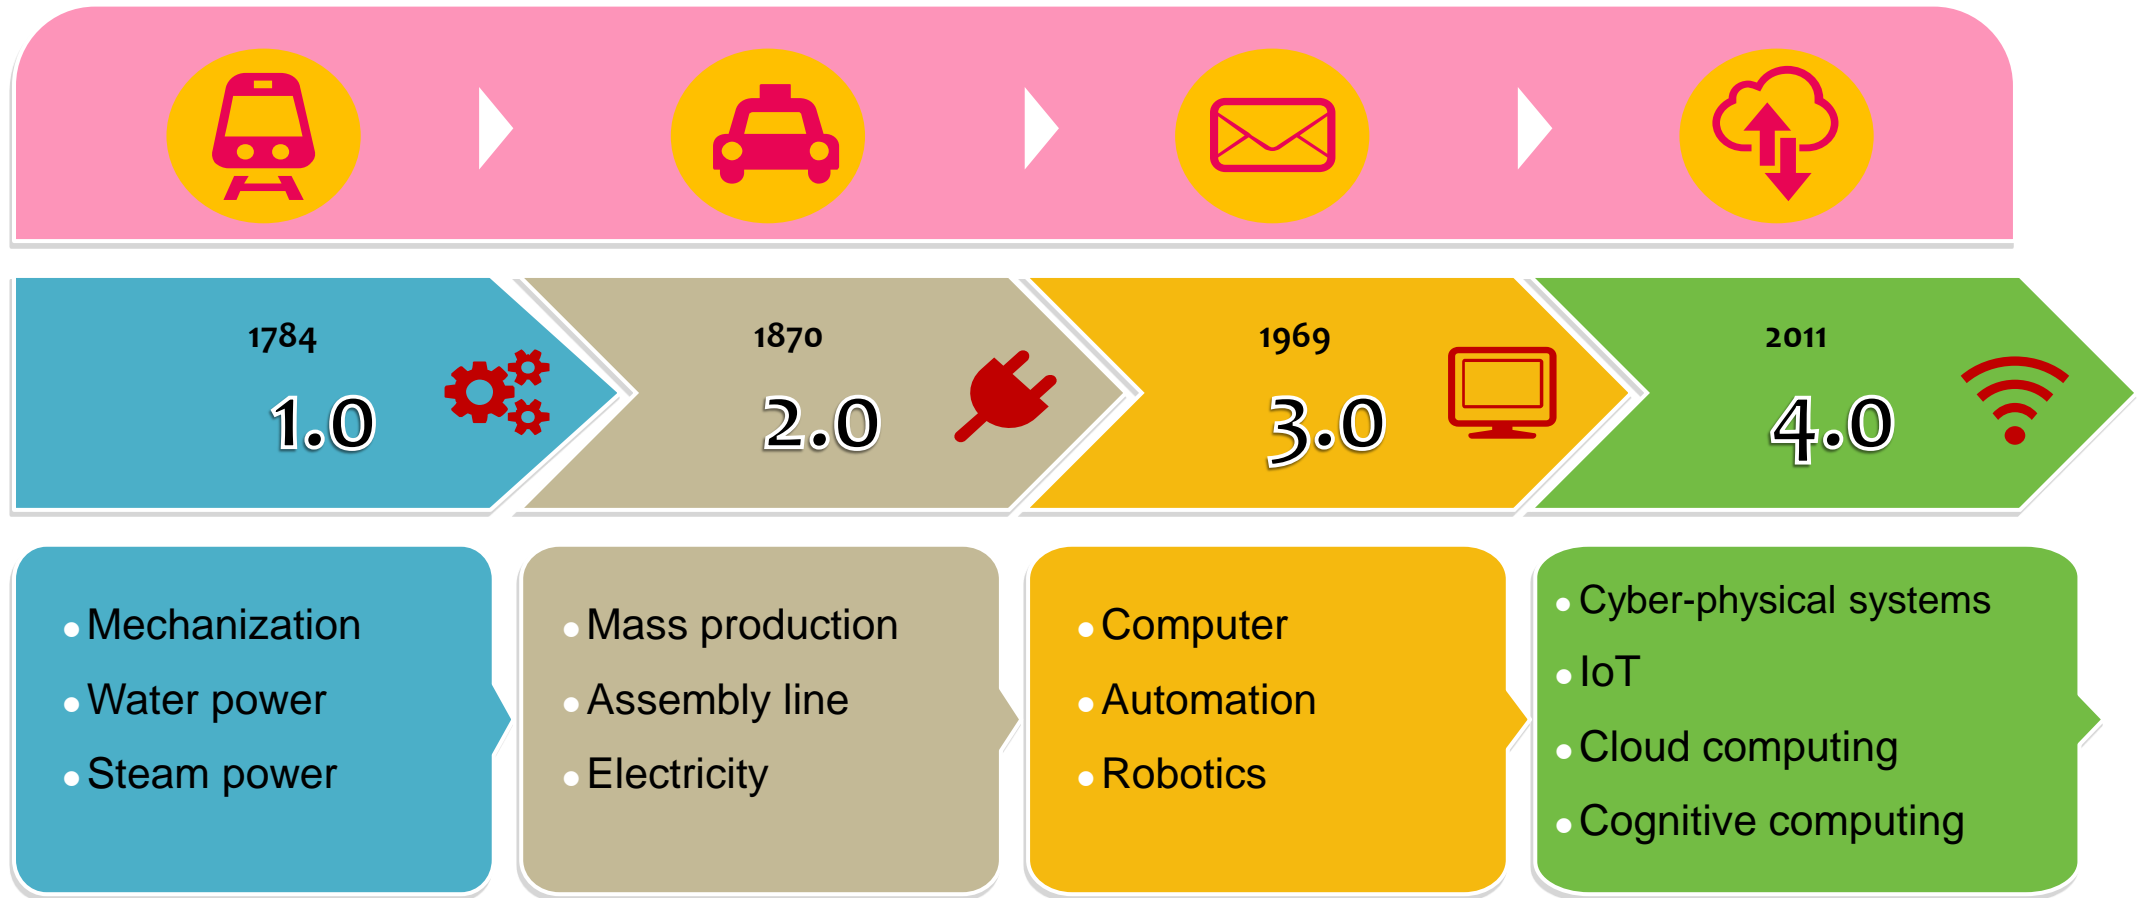 1784
1.0
1870
2.0
1969
3.0
2011
4.0
Mechanization
Water power
Steam power
Mass production
Assembly line
Electricity
Computer
Automation
Robotics
Cyber-physical systems
IoT
Cloud computing
Cognitive computing